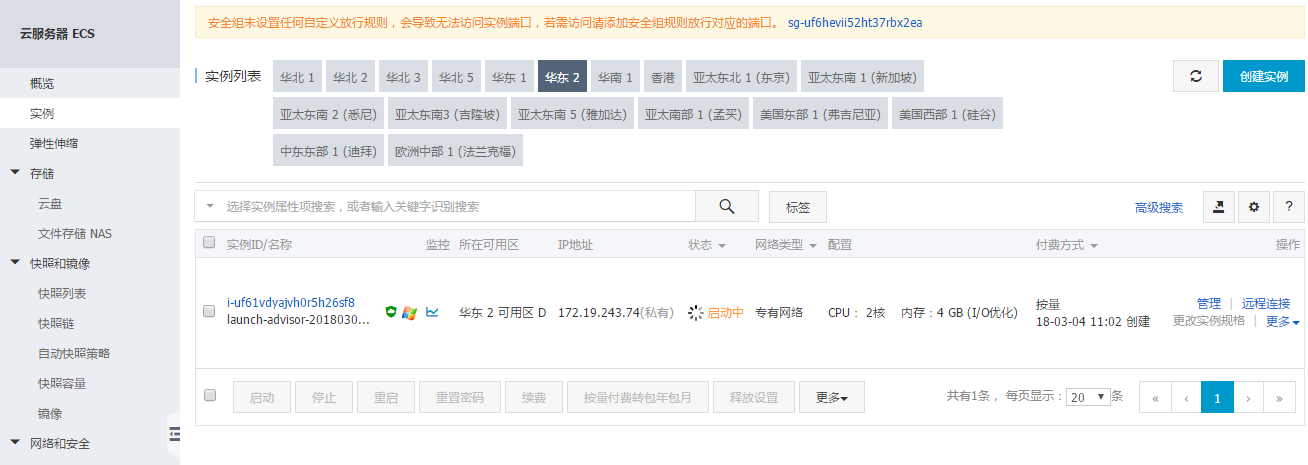 云服务器 ECS
概览
实例
弹性伸缩
存储
云盘
文件存储 NAS
快照和镜像
快照列表
快照链
自动快照策略
快照容量
镜像
网络和安全
安全组未设置任何自定义放行规则，会导致无法访问实例端口，若需访问请添加安全组规则放行对应的端口。 sg-uf6hevii52ht37rbx2ea
实例列表 华北 1 华北 2 华北 3 华北 5 华东 1 华东 2 华南 1 香港 亚太东北 1 (东京) 亚太东南 1 (新加坡) 创建实例
亚太东南 2 (悉尼) 亚太东南3 (吉隆坡) 亚太东南 5 (雅加达) 亚太南部 1 (孟买) 美国东部 1 (弗吉尼亚) 美国西部 1 (硅谷)
中东东部 1 (迪拜) 欧洲中部 1 (法兰克福)
选择实例属性项搜索，或者输入关键字识别搜索 标签 高级搜索 ?
实例ID/名称 监控 所在可用区 IP地址 状态 网络类型 配置 付费方式 操作
i-uf61vdyajvh0r5h26sf8 按量 管理 | 远程连接
华东 2 可用区 D 172.19.243.74(私有) 启动中 专有网络 CPU： 2核 内存：4 GB (I/O优化)
launch-advisor-2018030... 18-03-04 11:02 创建 更改实例规格 | 更多
启动 停止 重启 重置密码 续费 按量付费转包年包月 释放设置 更多 共有1条， 每页显示：20 条 « ‹ 1 › »